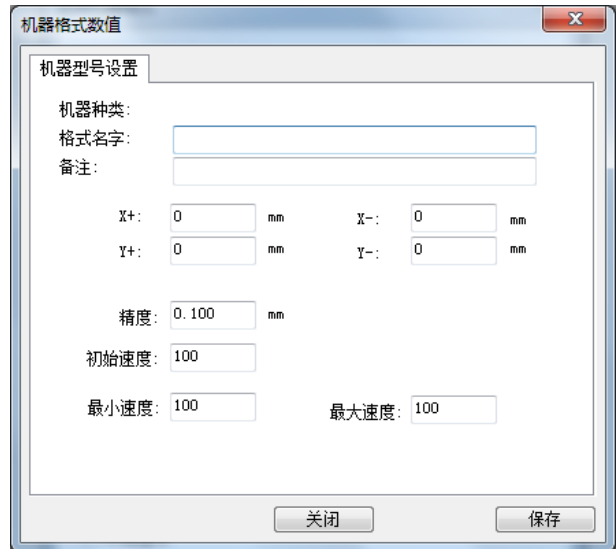 机器格式数值
机器型号设置
机器种类:
格式名字:
备注:
X+: 0 mm X-: 0 mm
Y+: 0 mm Y-: 0 mm
精度: 0.100 mm
初始速度: 100
最小速度: 100 最大速度: 100
关闭 保存